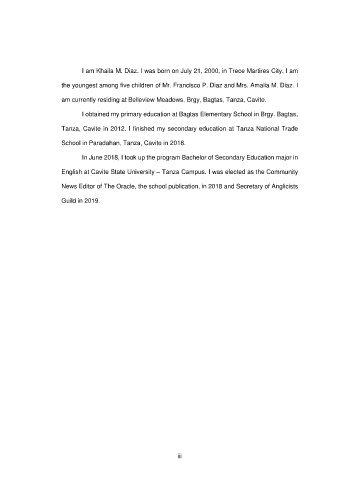 I am Khaila M. Diaz. I was born on July 21, 2000, in Trece Martires City. I am
the youngest among five children of Mr. Francisco P. Diaz and Mrs. Amalia M. Diaz. I
am currently residing at Belleview Meadows, Brgy, Bagtas, Tanza, Cavite.
I obtained my primary education at Bagtas Elementary School in Brgy. Bagtas,
Tanza, Cavite in 2012. I finished my secondary education at Tanza National Trade
School in Paradahan, Tanza, Cavite in 2018.
In June 2018, I took up the program Bachelor of Secondary Education major in
English at Cavite State University – Tanza Campus. I was elected as the Community
News Editor of The Oracle, the school publication, in 2018 and Secretary of Anglicists
Guild in 2019.
iii